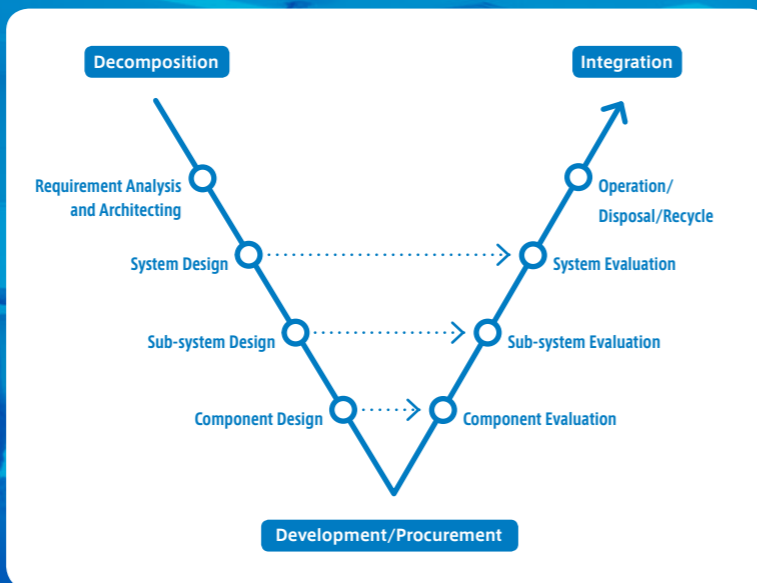 Decomposition
Integration
Requirement Analysis
and Architecting
Operation/
Disposal/Recycle
System Design
System Evaluation
Sub-system Design
Sub-system Evaluation
Component Design
Component Evaluation
Development/Procurement